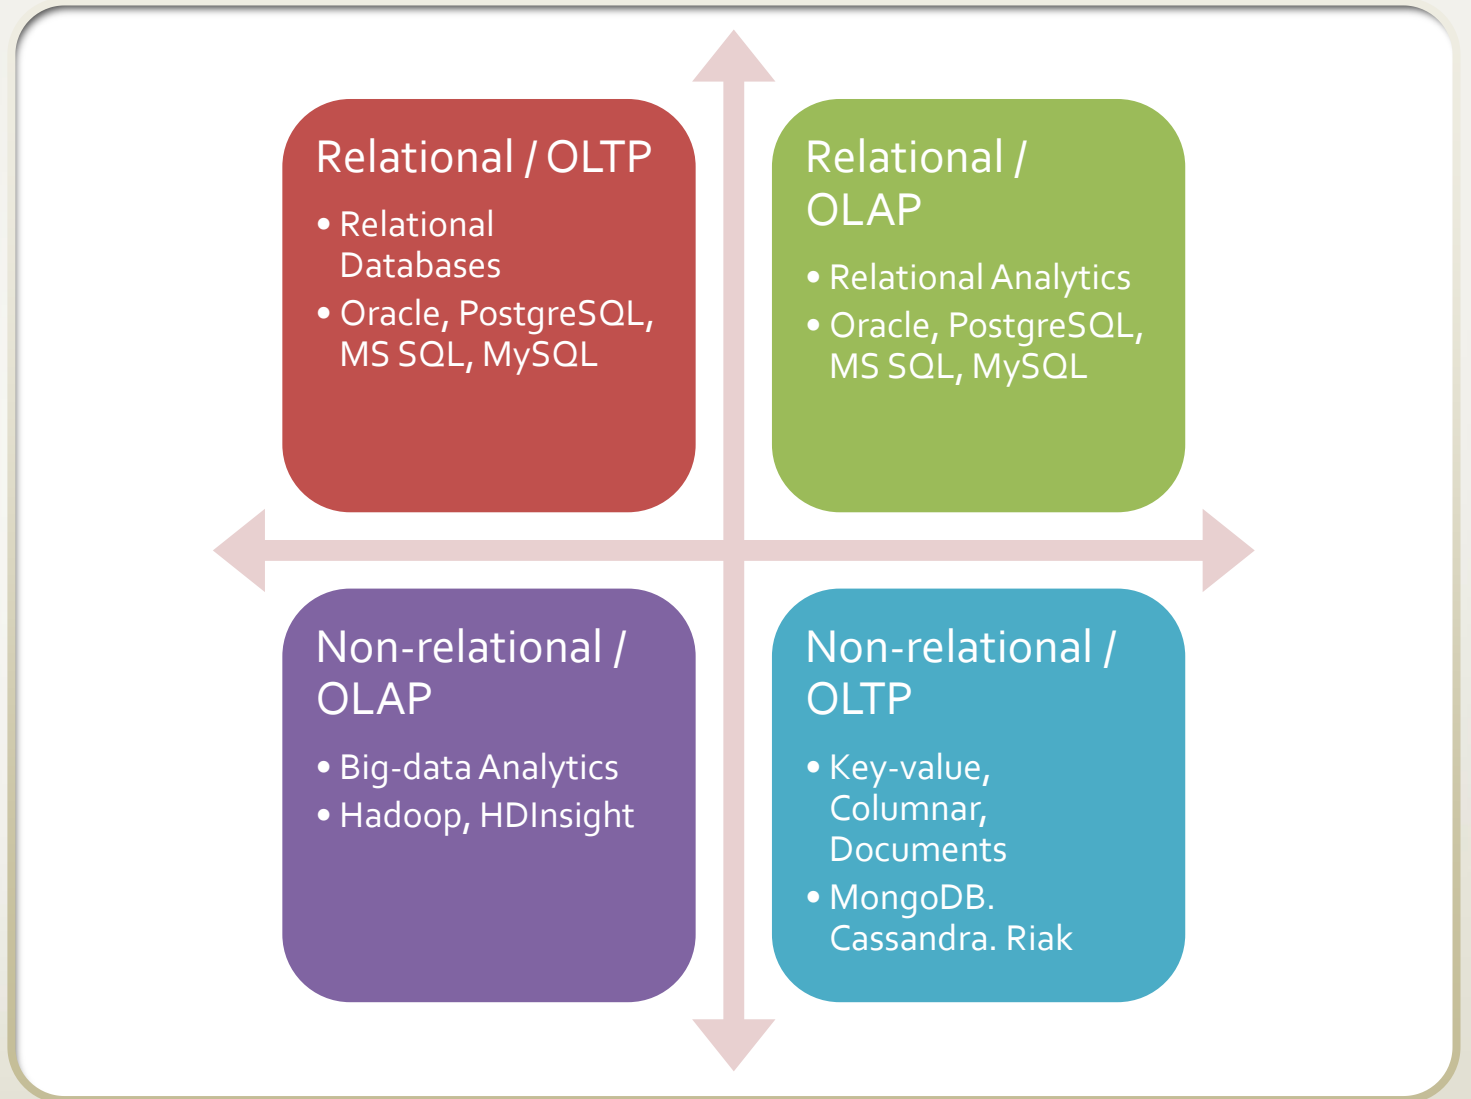 Relational / OLTP
• Relational
Databases
• Oracle, PostgreSQL,
MS SQL, MySQL
Relational /
OLAP
• Relational Analytics
• Oracle, PostgreSQL,
MS SQL, MySQL
Non-relational /
OLAP
• Big-data Analytics
• Hadoop, HDInsight
Non-relational /
OLTP
• Key-value,
Columnar,
Documents
• MongoDB.
Cassandra. Riak